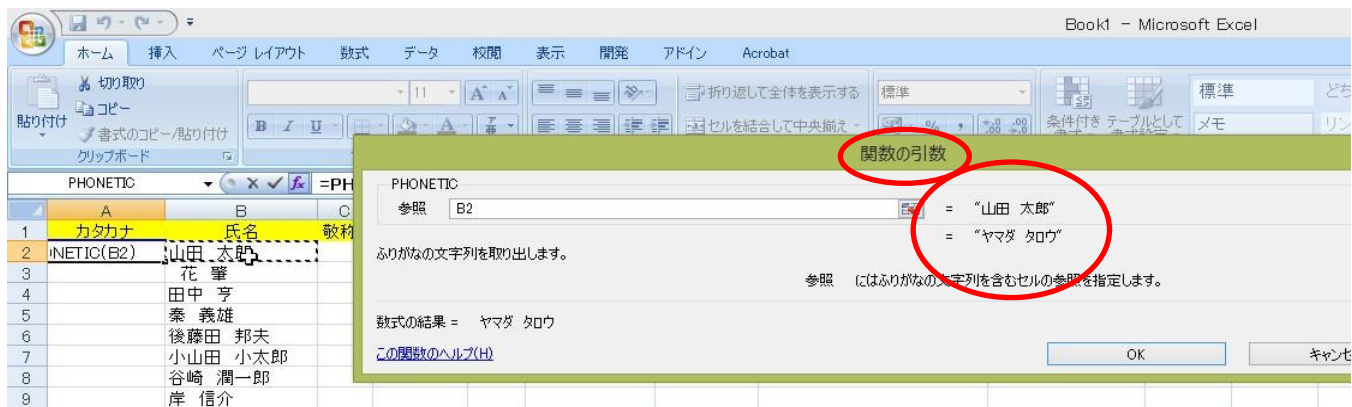 Book1 - Microsoft Excel
ホーム 挿入 ページ レイアウト 数式 データ 校閲 表示 開発 アドイン Acrobat
切り取り
コピー
書式のコピー/貼り付け
貼り付け
クリップボード
11
B I U
折り返して全体を表示する
セルを結合して中央揃え
標準
条件付き
テーブルとして
標準
メモ
関数の引数
PHONETIC =PH
PHONETIC
参照 B2 = "山田 太郎"
= "ヤマダ タロウ"
ふりがなの文字列を取り出します。
参照 にはふりがなの文字列を含むセルの参照を指定します。
数式の結果 = ヤマダ タロウ
この関数のヘルプ(H)
OK
キャンセ
A B C
1 カタカナ 氏名 敬称
2 NETIC(B2) 山田 太郎
3 花 肇
4 田中 亨
5 秦 義雄
6 後藤田 邦夫
7 小山田 小太郎
8 谷崎 潤一郎
9 岸 信介